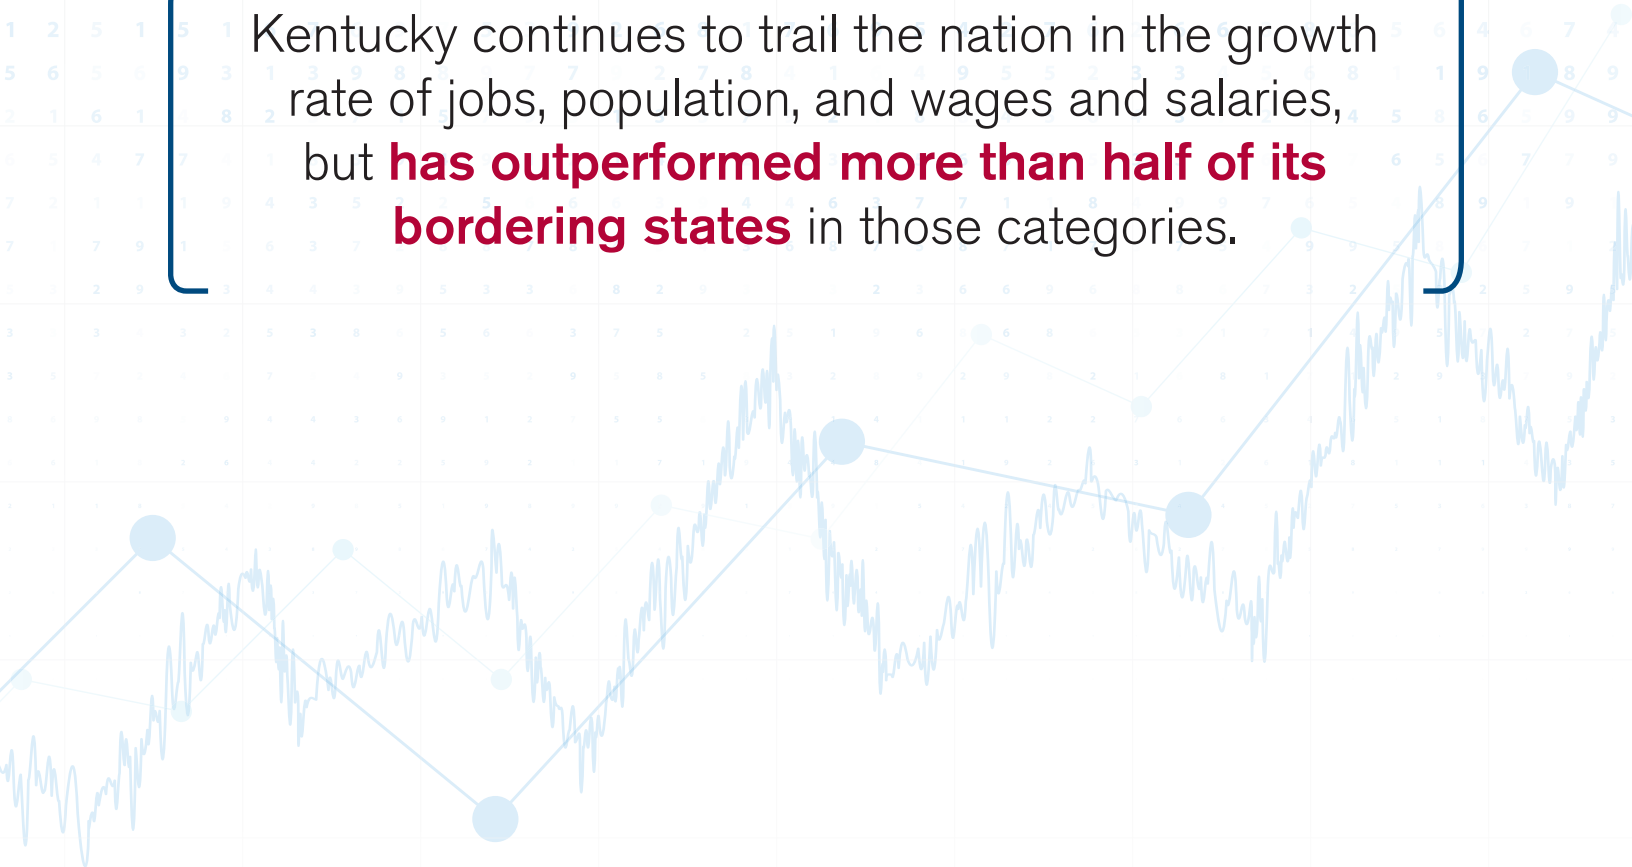 Kentucky continues to trail the nation in the growth
rate of jobs, population, and wages and salaries,
but has outperformed more than half of its
bordering states in those categories.